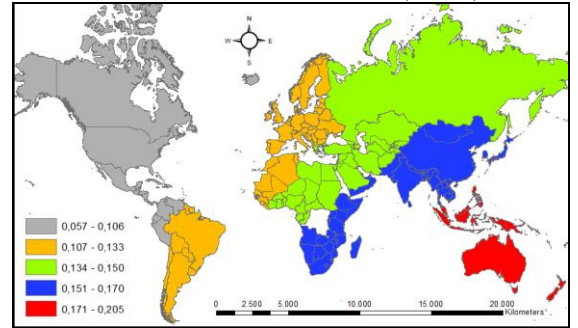 N
W E
S
0,057 - 0,106
0,107 - 0,133
0,134 - 0,150
0,151 - 0,170
0,171 - 0,205
0 2.500 5.000 10.000 15.000 20.000
Kilometers